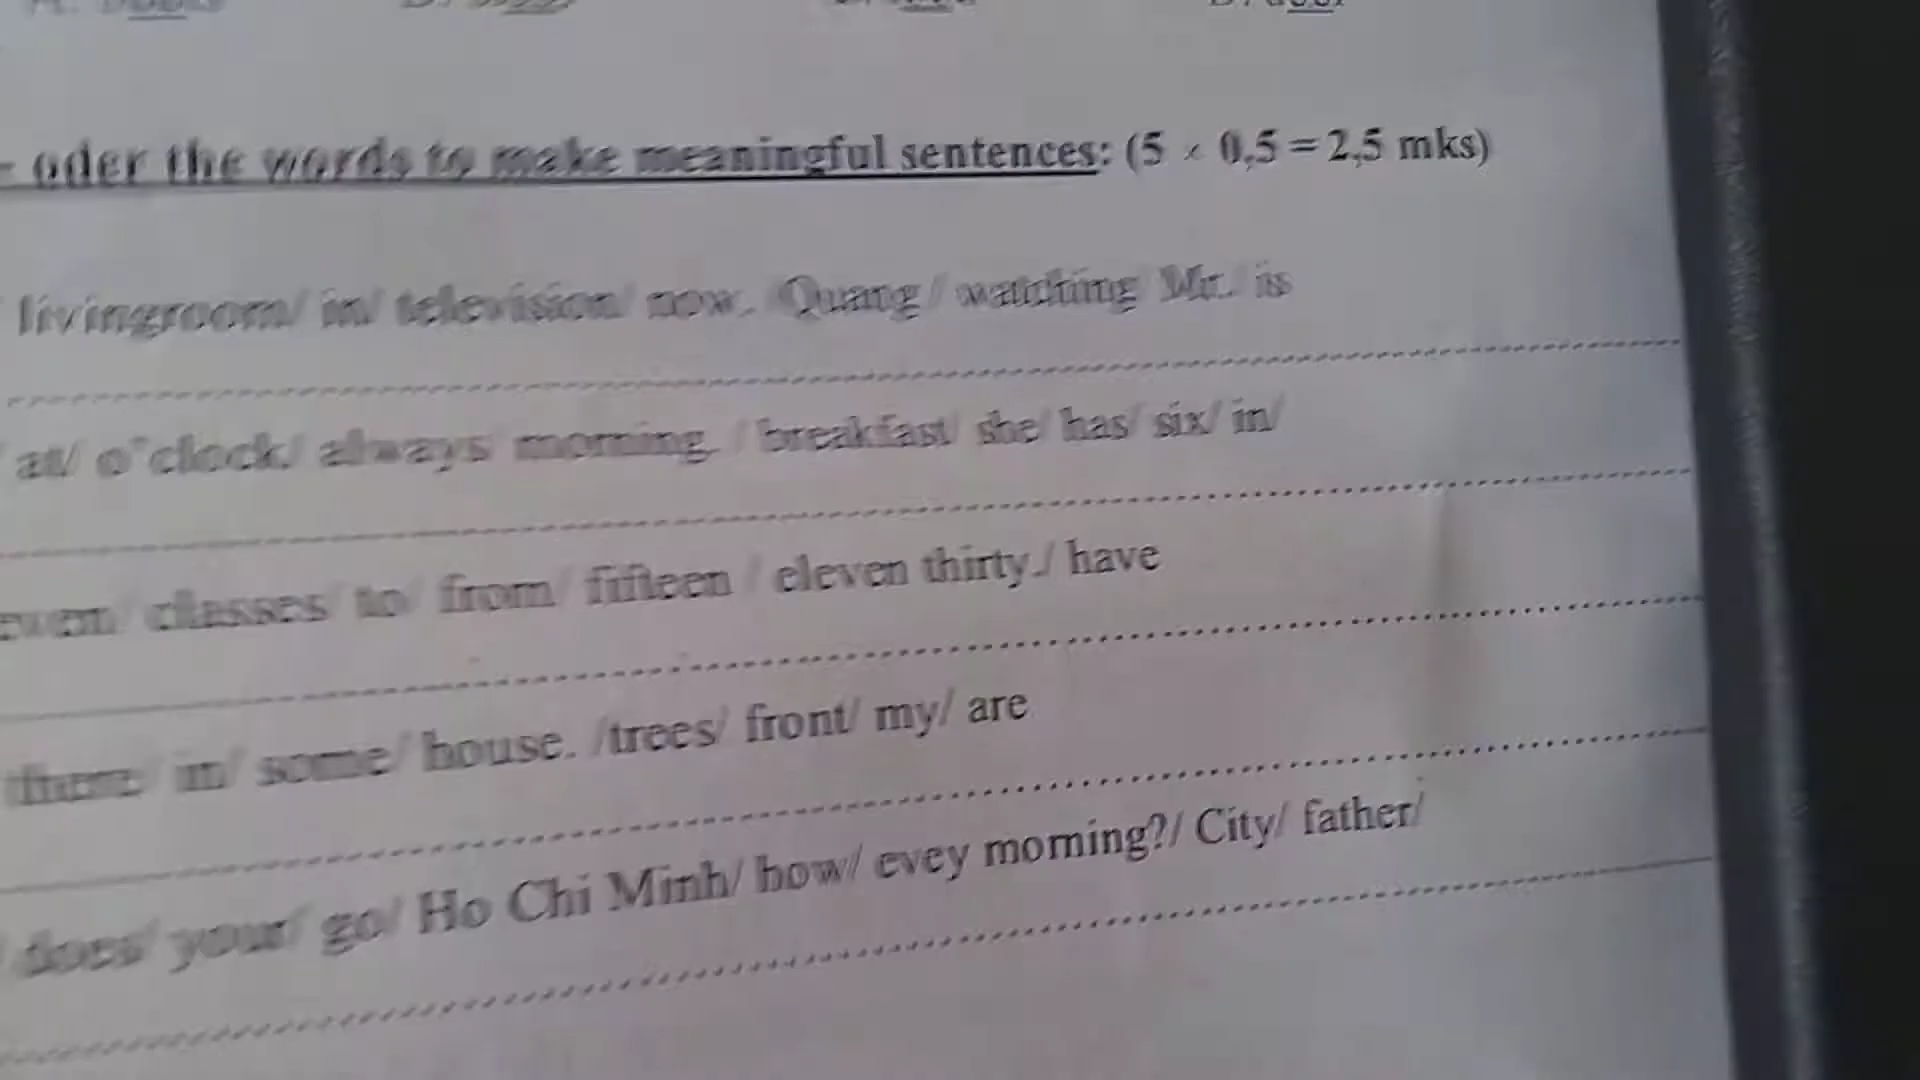 - oder the words to make meaningful sentences: (5 × 0,5 = 2,5 mks)
livingroom/ in/ television/ now. Quang / watching Mr. is
at/ o'clock/ always morning. / breakfast/ she/ has/ six/ in/
classes to from fifteen / eleven thirty./ have
there/ in/ some/ house. /trees/ front/ my/ are
does/ your/ go/ Ho Chi Minh/ how/ evey morning?/ City/ father/